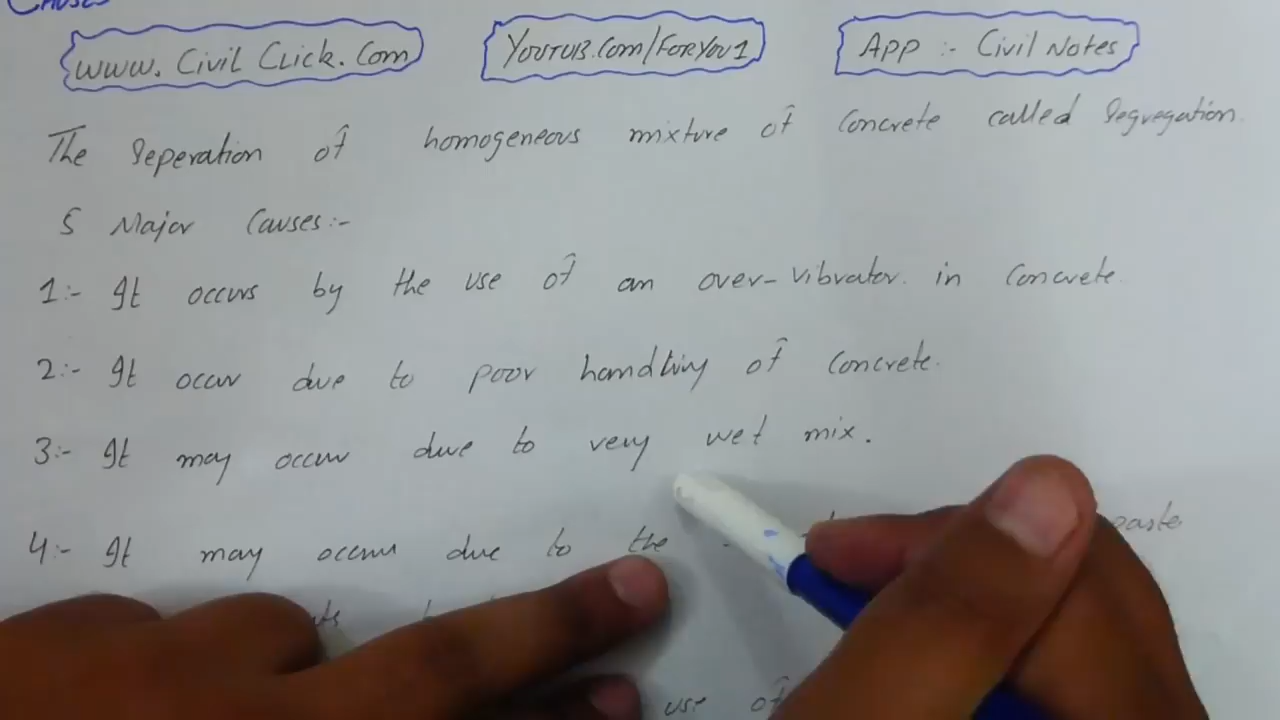 Causes
www. Civil Click. Com
YOUTUB.Com/FORYOU1
APP :- Civil Notes
The Seperation of homogeneous mixture of Concrete called Segregation.
5 Major Causes:-
1:- It occurs by the use of an over-vibrator. in Concrete.
2:- It occur due to poor handling of Concrete.
3:- It may occur due to very wet mix.
4:- It may occur due to the paste
use of